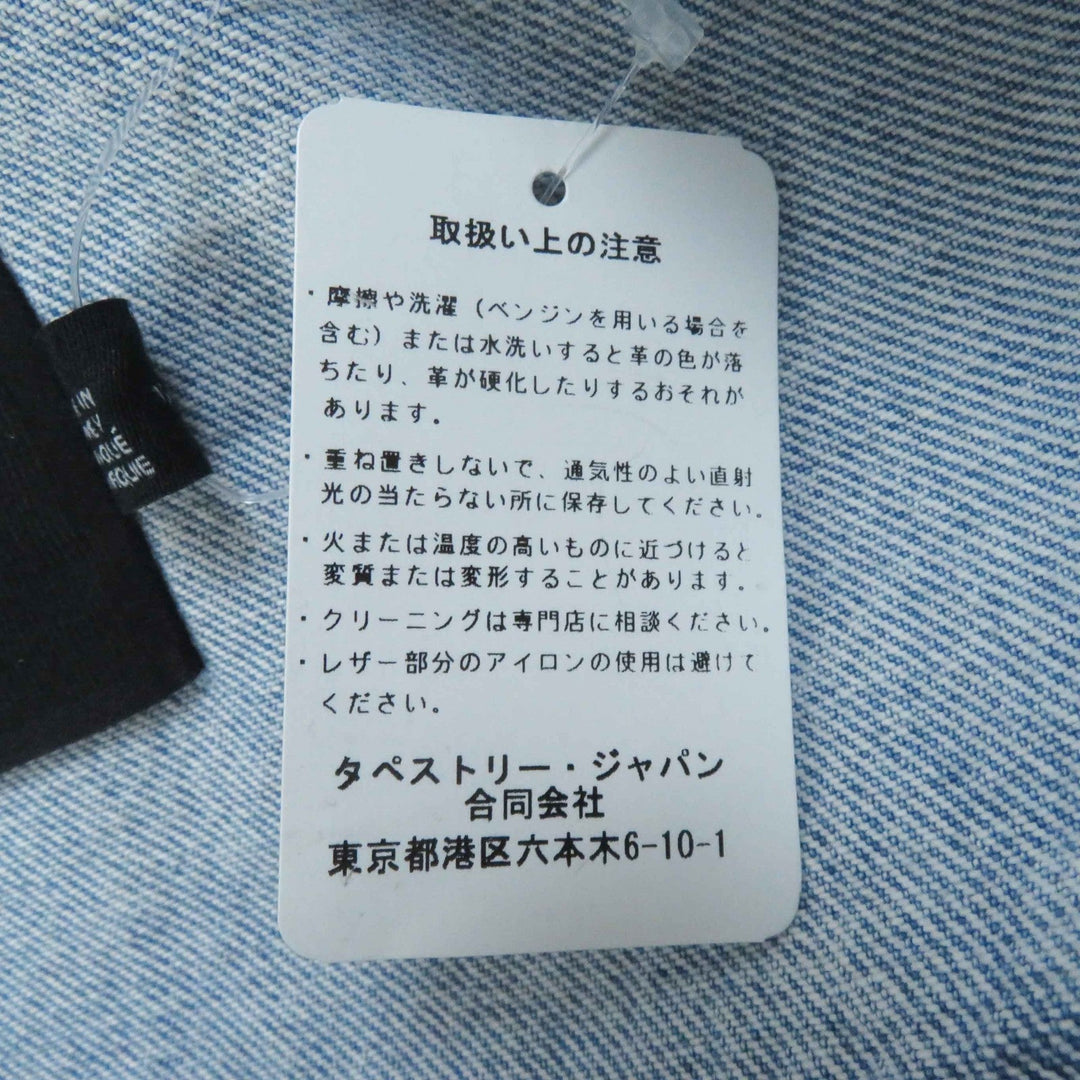 取扱い上の注意
・摩擦や洗濯（ベンジンを用いる場合を
含む）または水洗いすると革の色が落
ちたり、革が硬化したりするおそれが
あります。
・重ね置きしないで、通気性のよい直射
光の当たらない所に保存してください。
・火または温度の高いものに近づけると
変質または変形することがあります。
・クリーニングは専門店に相談ください。
・レザー部分のアイロンの使用は避けて
ください。
タペストリー・ジャパン
合同会社
東京都港区六本木6-10-1